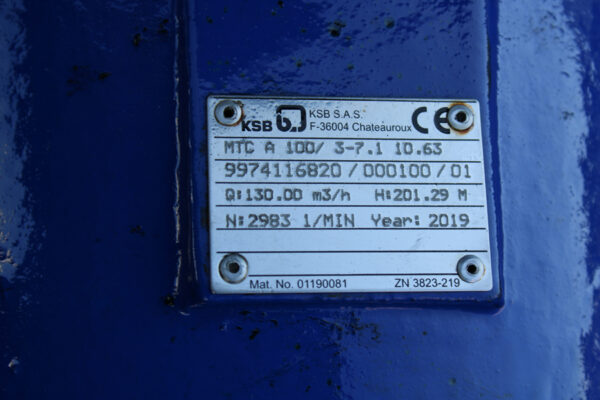 KSB KSB S.A.S. CE
F-36004 Chateauroux
MTC A 100/ 3-7.1 10.63
9974116820/000100/01
Q:130.00 m3/h H:201.29 M
N:2983 1/MIN Year: 2019
Mat. No. 01190081 ZN 3823-219